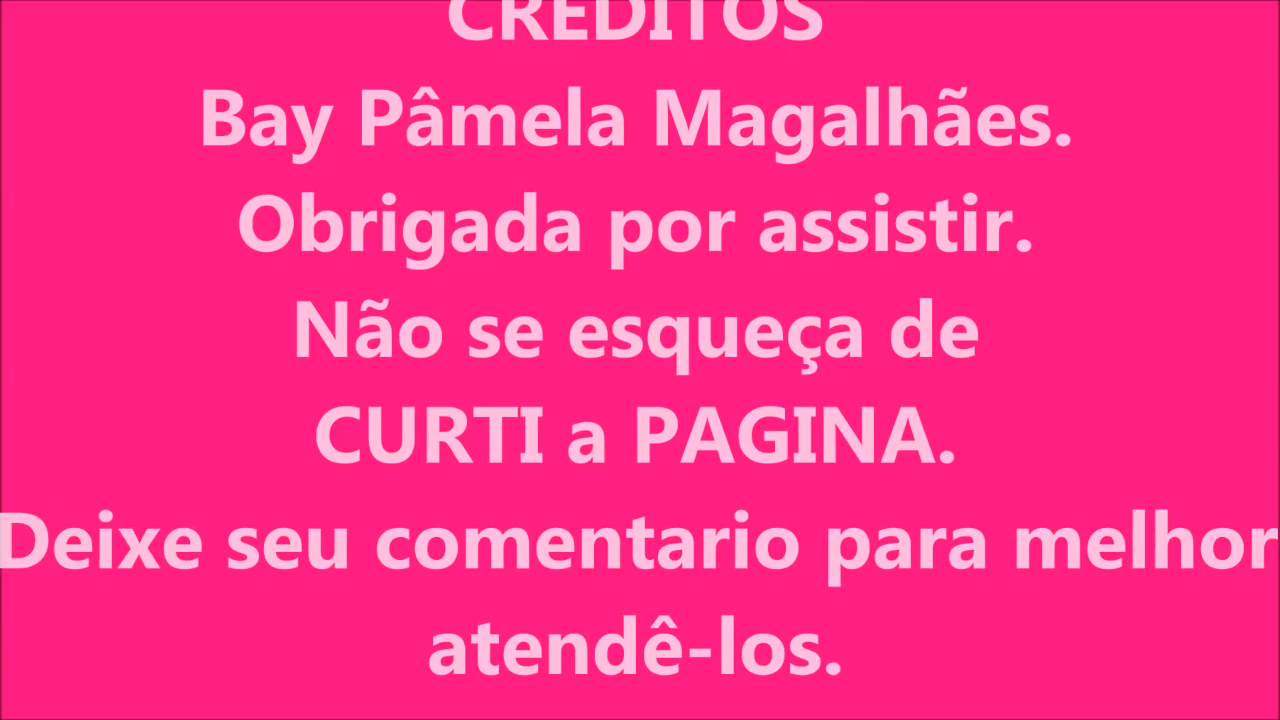 CREDITOS
Bay Pâmela Magalhães.
Obrigada por assistir.
Não se esqueça de
CURTI a PAGINA.
Deixe seu comentario para melhor
atendê-los.